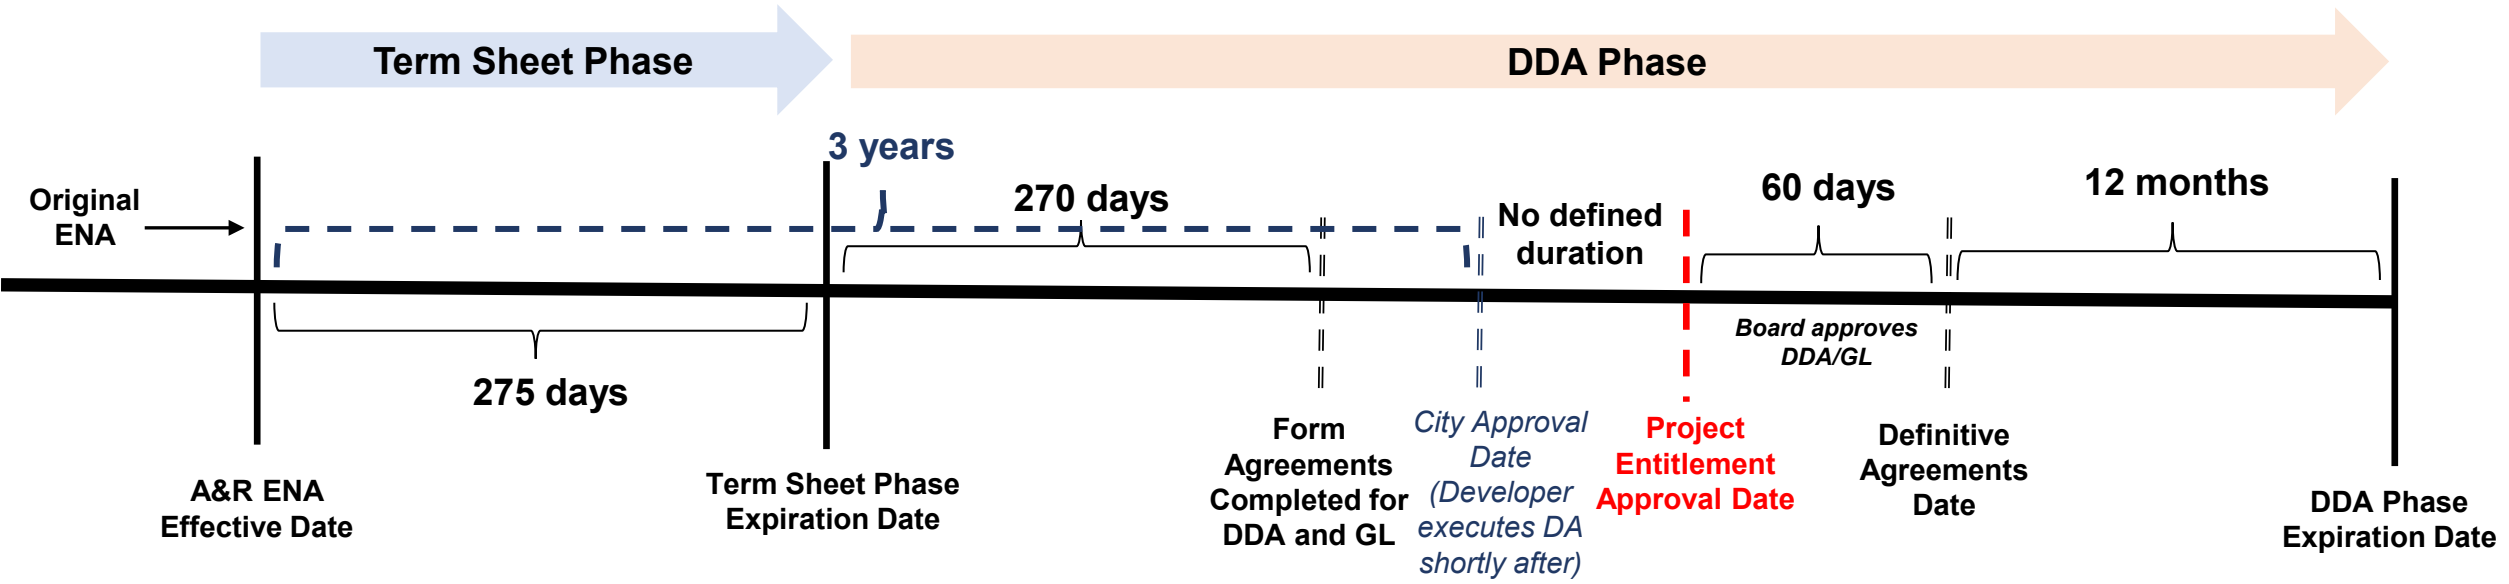 Term Sheet Phase
DDA Phase
3 years
Original
ENA
270 days
No defined
duration
60 days
12 months
275 days
Board approves
DDA/GL
A&R ENA
Effective Date
Term Sheet Phase
Expiration Date
Form
Agreements
Completed for
DDA and GL
City Approval
Date
(Developer
executes DA
shortly after)
Project
Entitlement
Approval Date
Definitive
Agreements
Date
DDA Phase
Expiration Date